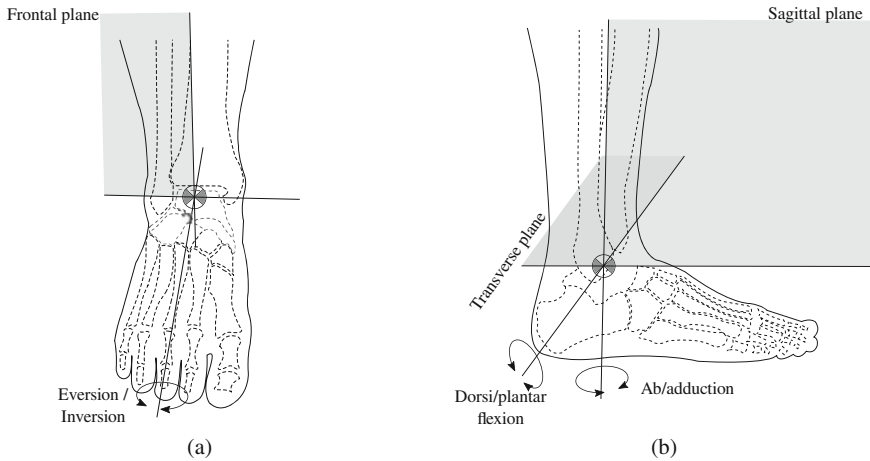 Frontal plane
Eversion /
Inversion
(a)
Sagittal plane
Transverse plane
Dorsi/plantar
flexion
Ab/adduction
(b)